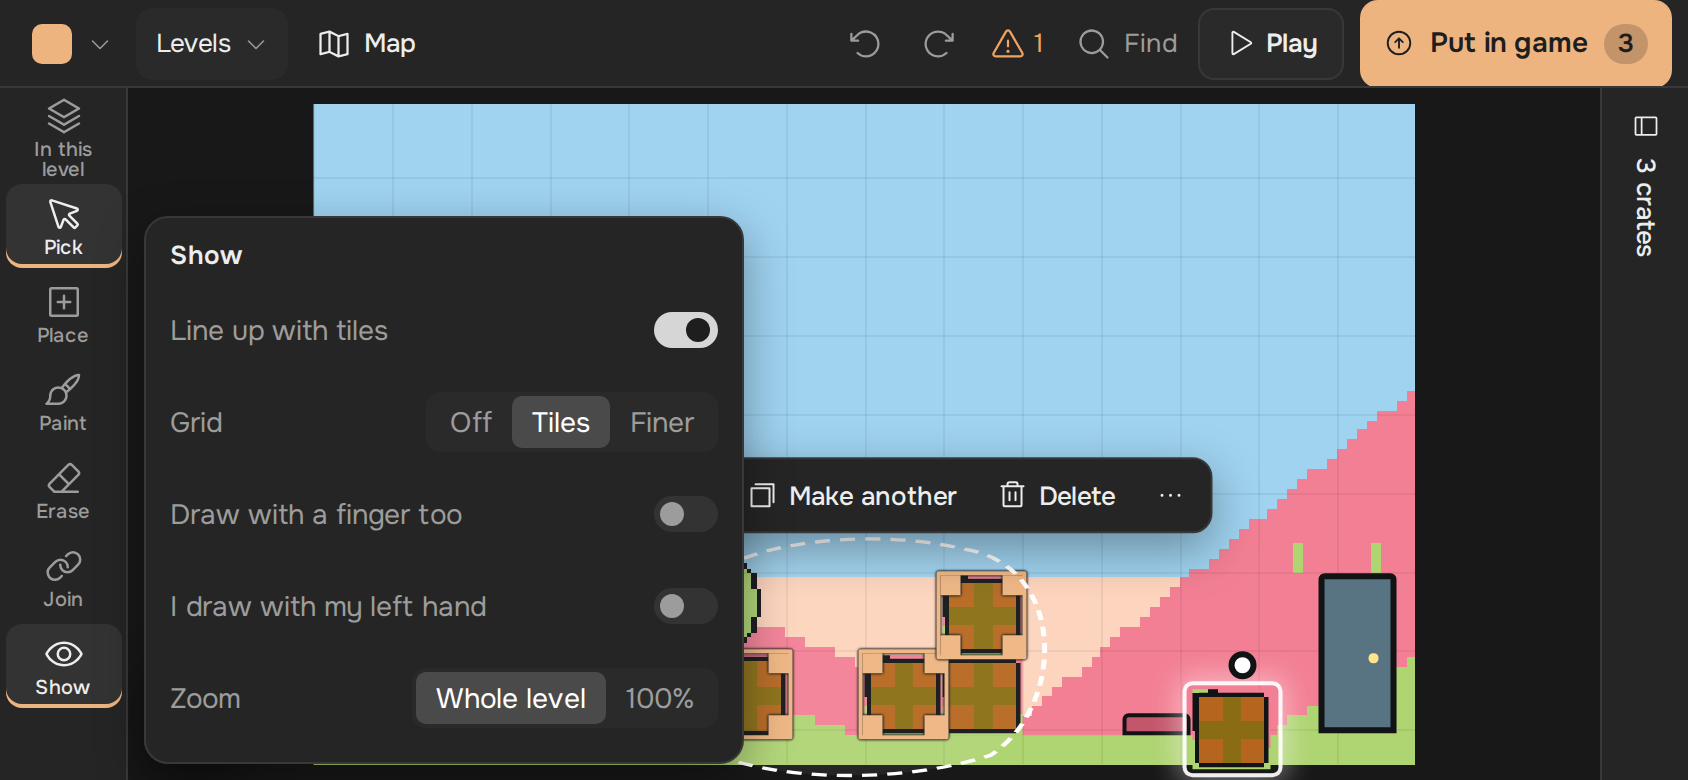 Levels
Map
1
Find
Play
Put in game 3
In this
level
Pick
Place
Paint
Erase
Join
Show
Show
Line up with tiles
Grid
Off Tiles Finer
Draw with a finger too
I draw with my left hand
Zoom
Whole level 100%
Make another
Delete
3 crates